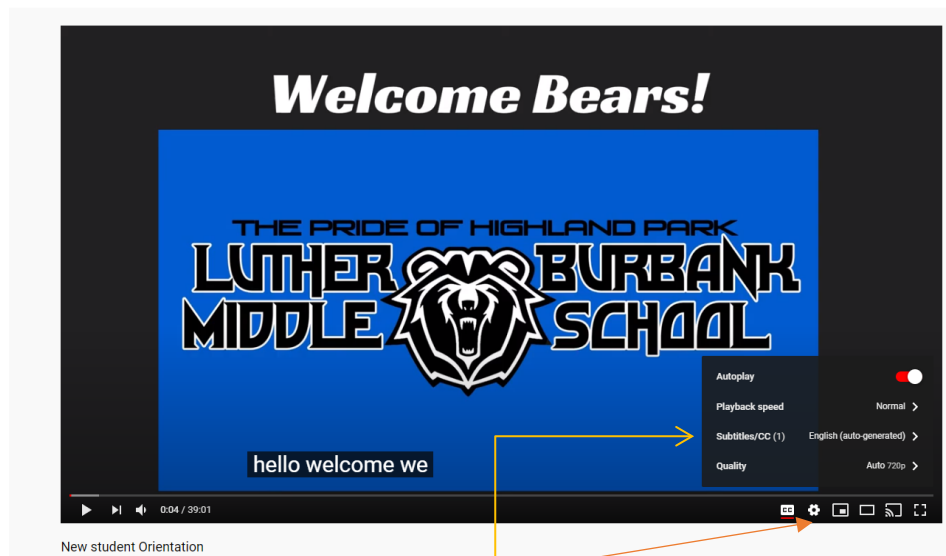 Welcome Bears!
THE PRIDE OF HIGHLAND PARK
LUTHER BURBANK
MIDDLE SCHOOL
Autoplay
Playback speed Normal
Subtitles/CC (1) English (auto-generated)
Quality Auto 720p
hello welcome we
0:04 / 39:01
CC
New student Orientation